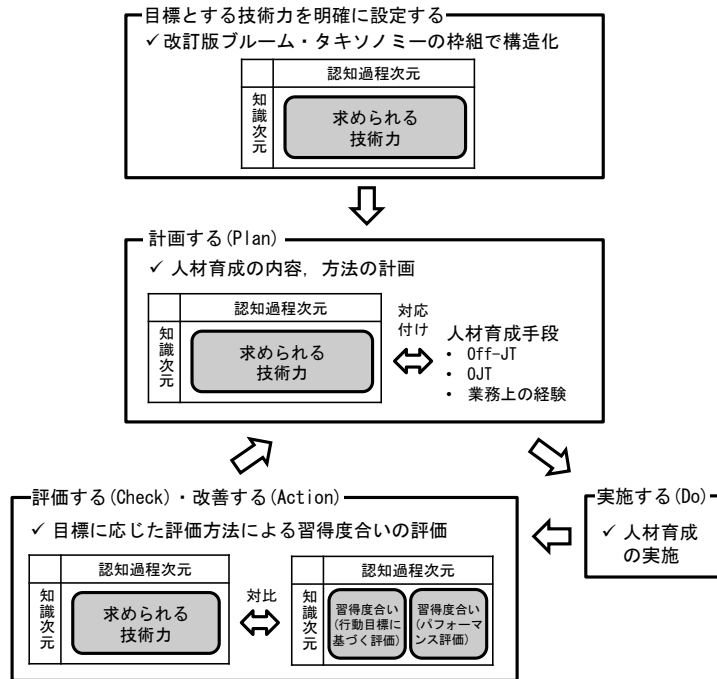 目標とする技術力を明確に設定する
✓ 改訂版ブルーム・タキソノミーの枠組で構造化
認知過程次元
知識次元
求められる
技術力
計画する(Plan)
✓ 人材育成の内容，方法の計画
認知過程次元
知識次元
求められる
技術力
対応
付け
人材育成手段
• Off-JT
• OJT
• 業務上の経験
評価する(Check)・改善する(Action)
✓ 目標に応じた評価方法による習得度合いの評価
認知過程次元
知識次元
求められる
技術力
対比
認知過程次元
知識次元
習得度合い
(行動目標に
基づく評価)
習得度合い
(パフォーマ
ンス評価)
実施する(Do)
✓ 人材育成
の実施